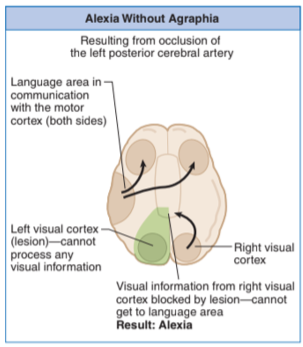 Alexia Without Agraphia
Resulting from occlusion of
the left posterior cerebral artery
Language area in
communication
with the motor
cortex (both sides)
Left visual cortex
(lesion)—cannot
process any
visual information
Right visual
cortex
Visual information from right visual
cortex blocked by lesion—cannot
get to language area
Result: Alexia